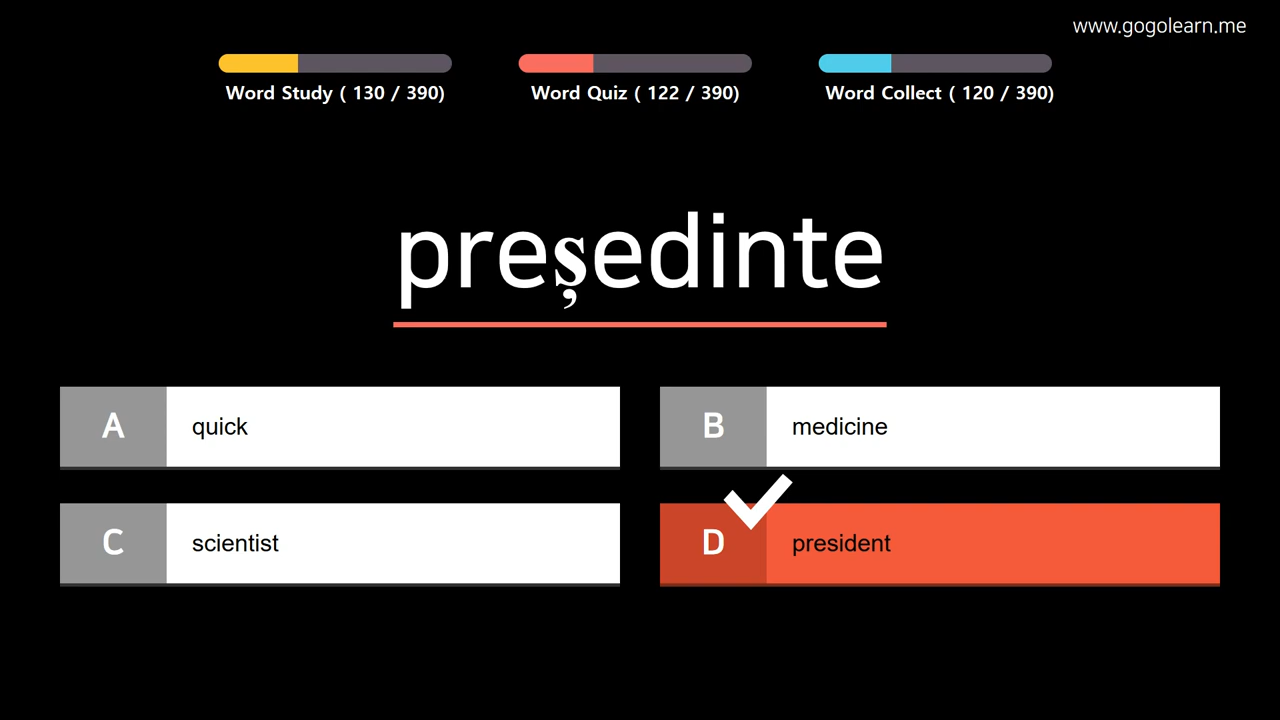 www.gogolearn.me
Word Study ( 130 / 390)
Word Quiz ( 122 / 390)
Word Collect ( 120 / 390)
președinte
A quick
B medicine
C scientist
D president